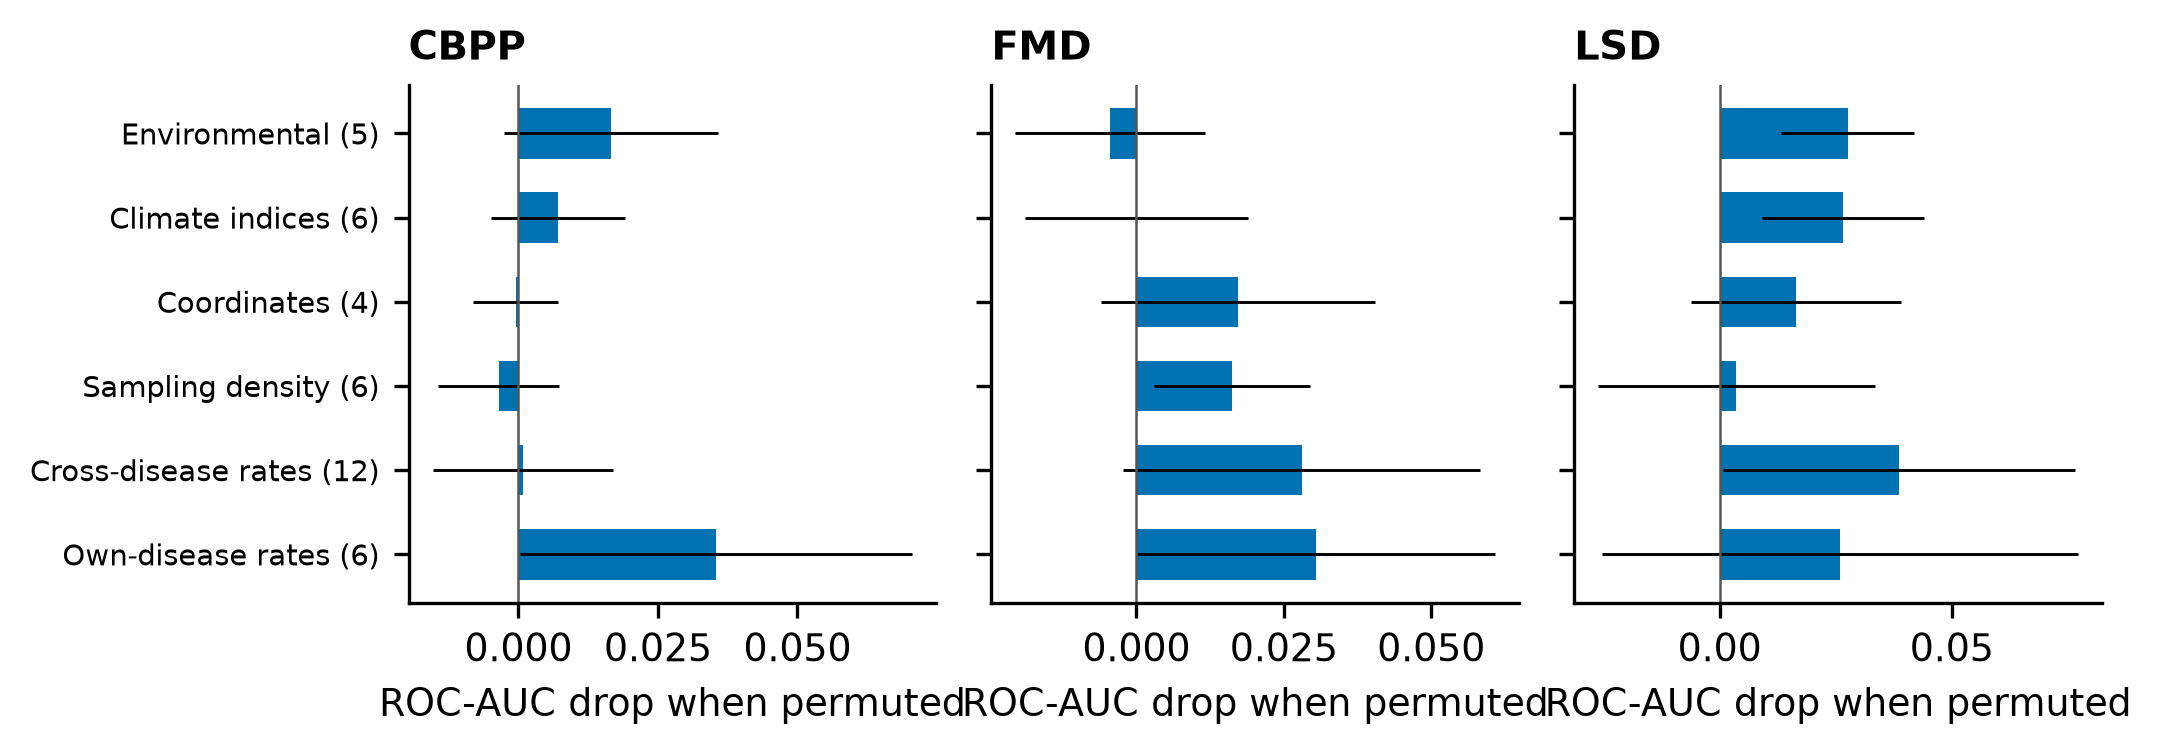 CBPP FMD LSD
Environmental (5)
Climate indices (6)
Coordinates (4)
Sampling density (6)
Cross-disease rates (12)
Own-disease rates (6)
0.000 0.025 0.050 0.000 0.025 0.050 0.00 0.05
ROC-AUC drop when permuted ROC-AUC drop when permuted ROC-AUC drop when permuted